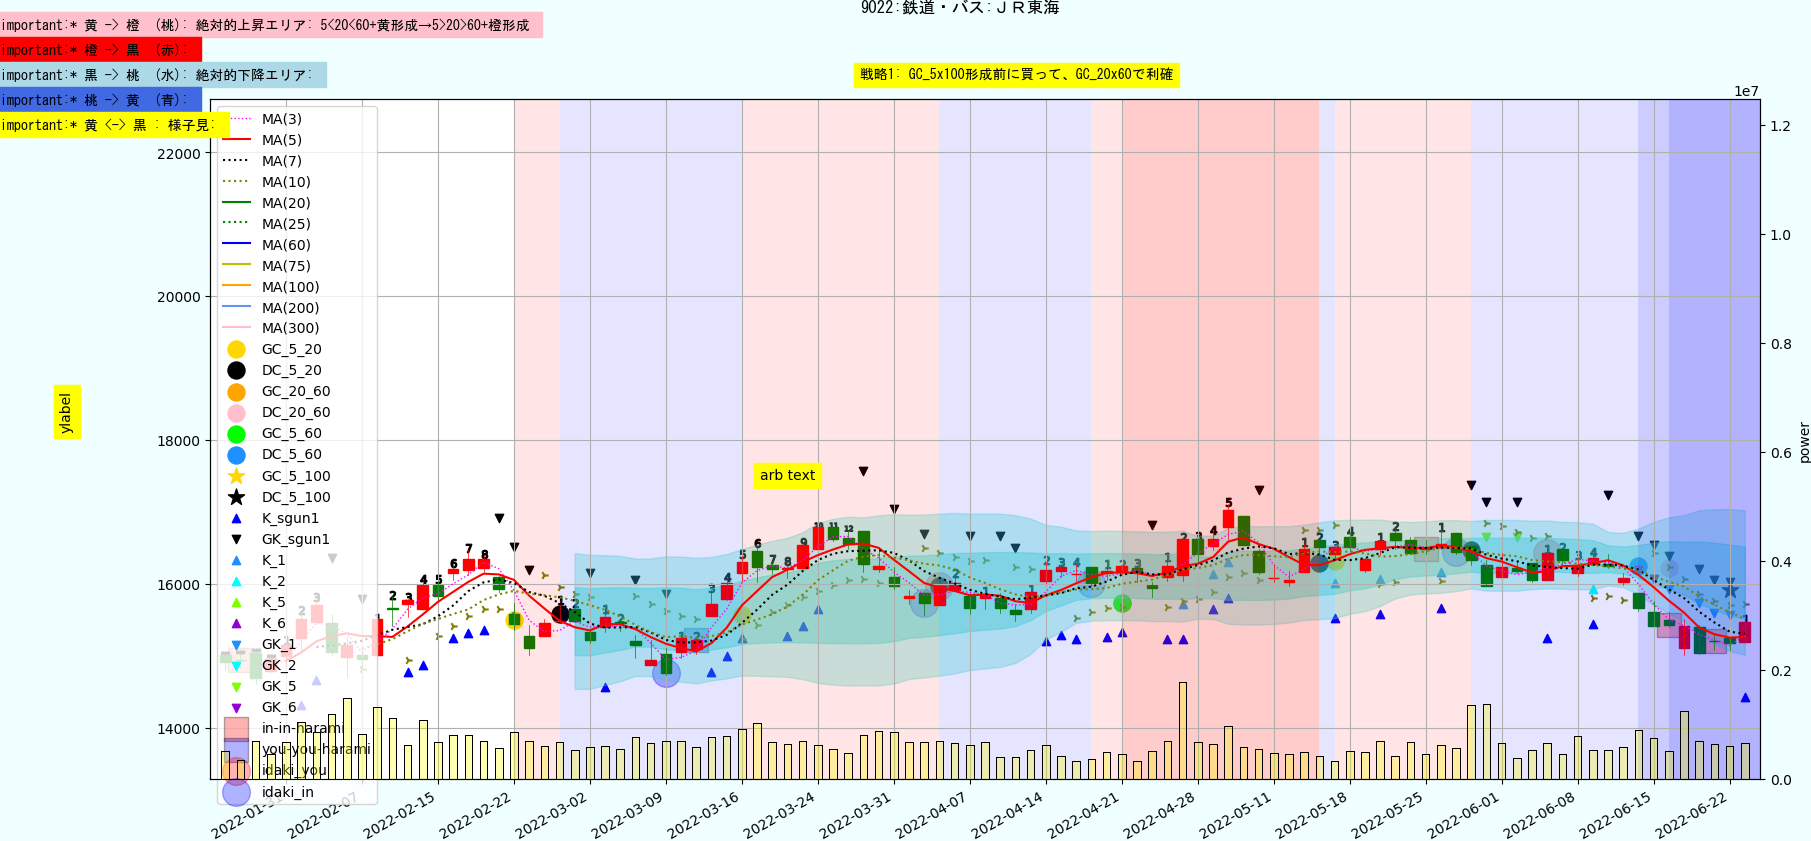 9022:鉄道・バス:ＪＲ東海
important:* 黄 -> 橙 (桃): 絶対的上昇エリア: 5<20<60+黄形成→5>20>60+橙形成
important:* 橙 -> 黒 (赤):
important:* 黒 -> 桃 (水): 絶対的下降エリア:
important:* 桃 -> 黄 (青):
important:* 黄 <-> 黒 : 様子見:
戦略1: GC_5x100形成前に買って、GC_20x60で利確
1e7
MA(3)
MA(5)
MA(7)
MA(10)
MA(20)
MA(25)
MA(60)
MA(75)
MA(100)
MA(200)
MA(300)
GC_5_20
DC_5_20
GC_20_60
DC_20_60
GC_5_60
DC_5_60
GC_5_100
DC_5_100
K_sgun1
GK_sgun1
K_1
K_2
K_5
K_6
GK_1
GK_2
GK_5
GK_6
in-in-harami
you-you-harami
idaki_you
idaki_in
22000
20000
18000
16000
14000
ylabel
arb text
1.2
1.0
0.8
0.6
0.4
0.2
0.0
power
2022-01-31
2022-02-07
2022-02-15
2022-02-22
2022-03-02
2022-03-09
2022-03-16
2022-03-24
2022-03-31
2022-04-07
2022-04-14
2022-04-21
2022-04-28
2022-05-11
2022-05-18
2022-05-25
2022-06-01
2022-06-08
2022-06-15
2022-06-22